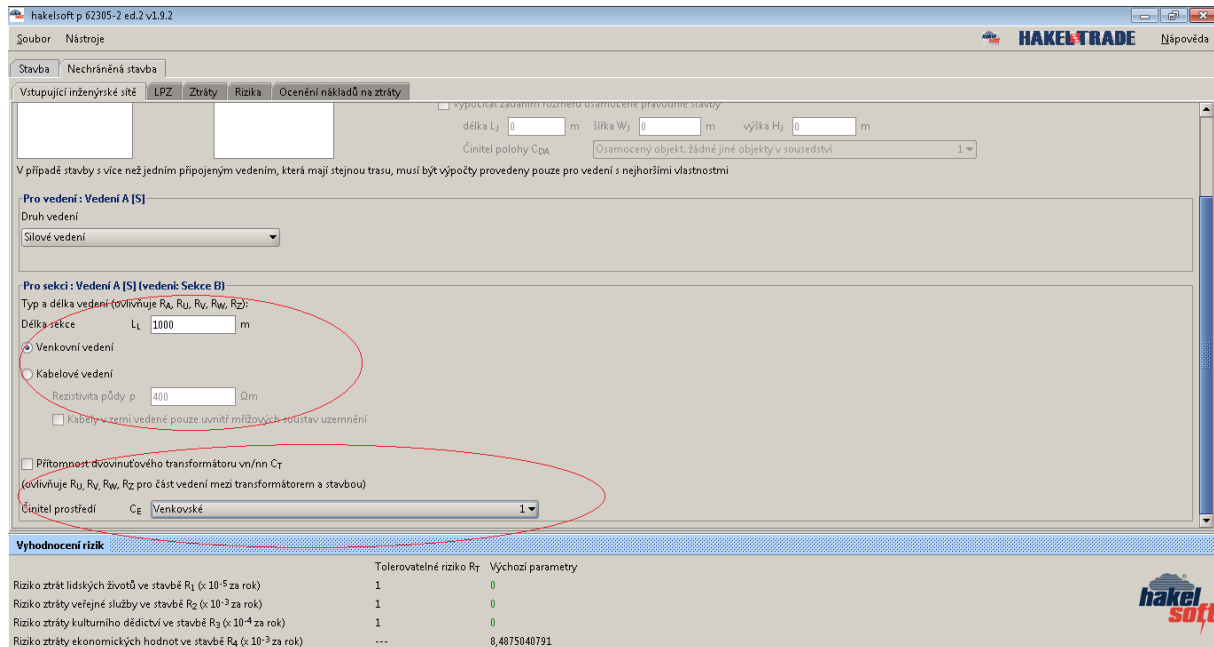 hakelsoft p 62305-2 ed.2 v1.9.2
Soubor Nástroje HAKEL TRADE Nápověda
Stavba Nechráněná stavba
Vstupující inženýrské sítě LPZ Ztráty Rizika Ocenění nákladů na ztráty
Vypočítat zadáním rozměrů osamocené pravoúhlé stavby
délka LJ 0 m šířka WJ 0 m výška HJ 0 m
Činitel polohy CDA Osamocený objekt, žádné jiné objekty v sousedství 1
V případě stavby s více než jedním připojeným vedením, která mají stejnou trasu, musí být výpočty provedeny pouze pro vedení s nejhoršími vlastnostmi
Pro vedení : Vedení A [S]
Druh vedení
Silové vedení
Pro sekci : Vedení A [S] (vedeni: Sekce B)
Typ a délka vedení (ovlivňuje RA, RU, RV, RW, RZ):
Délka sekce LL 1000 m
Venkovní vedení
Kabelové vedení
Rezistivita půdy p 400 Ωm
Kabely v zemi vedené pouze uvnitř mřížových soustav uzemnění
Přítomnost dvovinuťového transformátoru vn/nn CT
(ovlivňuje RU, RV, RW, RZ pro část vedení mezi transformátorem a stavbou)
Činitel prostředí CE Venkovské 1
Vyhodnocení rizik
Tolerovatelné riziko RT Výchozí parametry
Riziko ztrát lidských životů ve stavbě R1 (x 10-5 za rok) 1 0
Riziko ztráty veřejné služby ve stavbě R2 (x 10-3 za rok) 1 0
Riziko ztráty kulturního dědictví ve stavbě R3 (x 10-4 za rok) 1 0
Riziko ztráty ekonomických hodnot ve stavbě R4 (x 10-3 za rok) --- 8,4875040791
hakel
soft